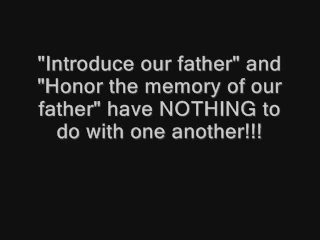 "Introduce our father" and
"Honor the memory of our
father" have NOTHING to
do with one another!!!